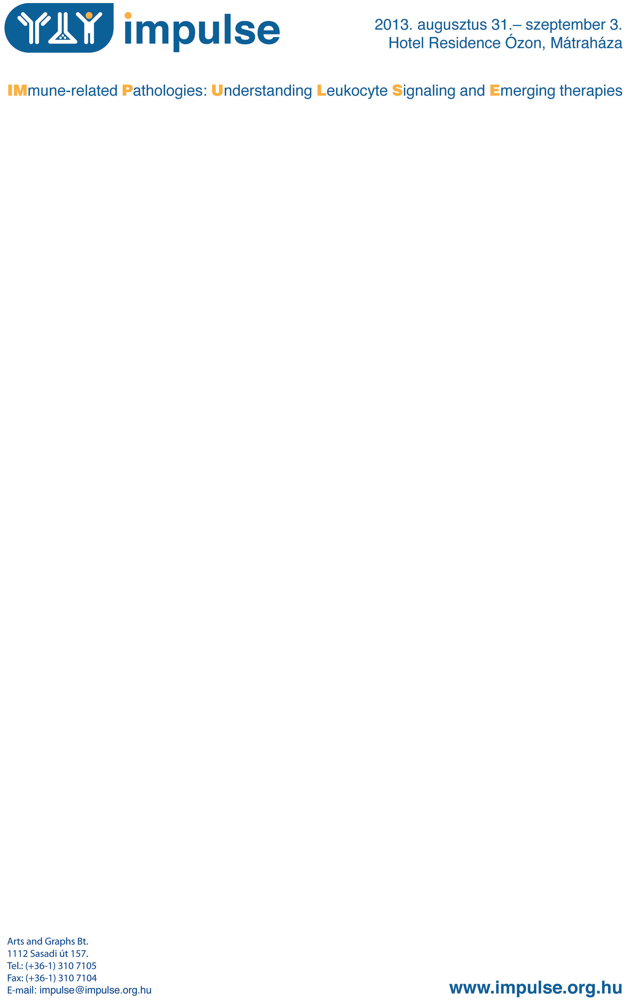 impulse
2013. augusztus 31.– szeptember 3.
Hotel Residence Ózon, Mátraháza
IMmune-related Pathologies: Understanding Leukocyte Signaling and Emerging therapies
Arts and Graphs Bt.
1112 Sasadi út 157.
Tel.: (+36-1) 310 7105
Fax: (+36-1) 310 7104
E-mail: impulse@impulse.org.hu
www.impulse.org.hu